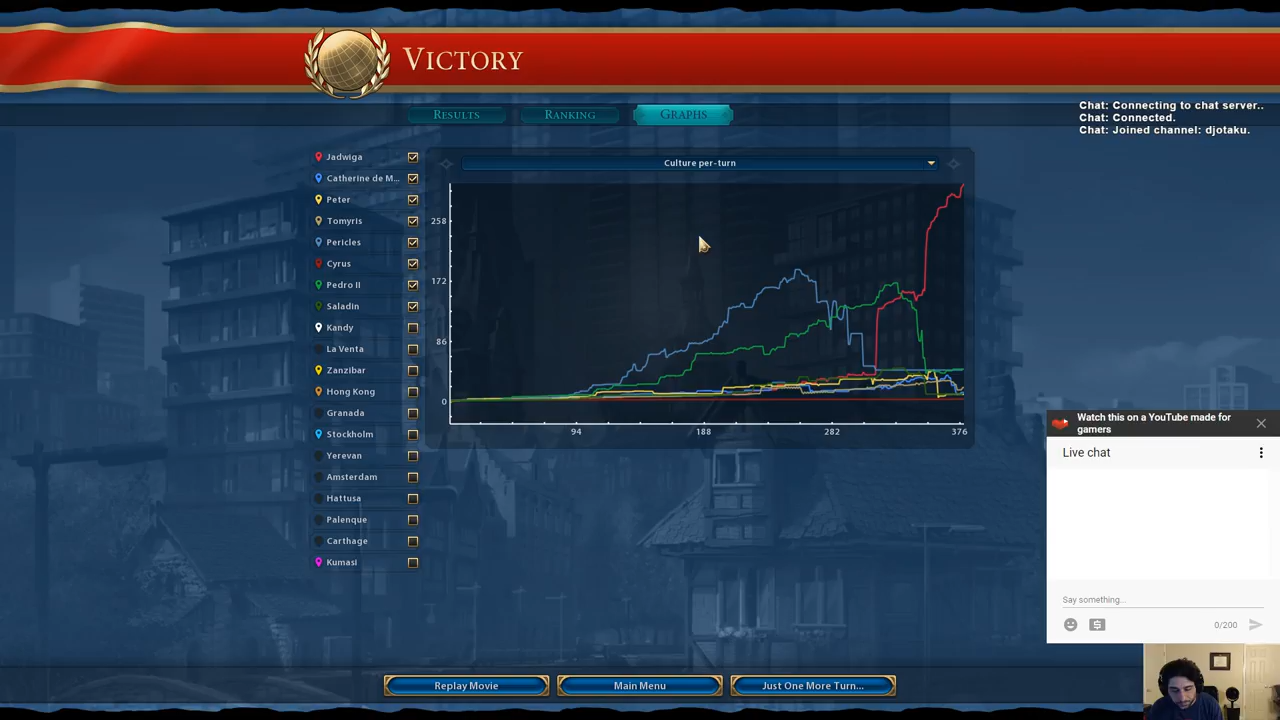 VICTORY
RESULTS
RANKING
GRAPHS
Chat: Connecting to chat server..
Chat: Connected.
Chat: Joined channel: djotaku.
Jadwiga
Catherine de M...
Peter
Tomyris
Pericles
Cyrus
Pedro II
Saladin
Kandy
La Venta
Zanzibar
Hong Kong
Granada
Stockholm
Yerevan
Amsterdam
Hattusa
Palenque
Carthage
Kumasi
Culture per-turn
258
172
86
0
94 188 282 376
Watch this on a YouTube made for
gamers
Live chat
Say something...
0/200
Replay Movie
Main Menu
Just One More Turn...